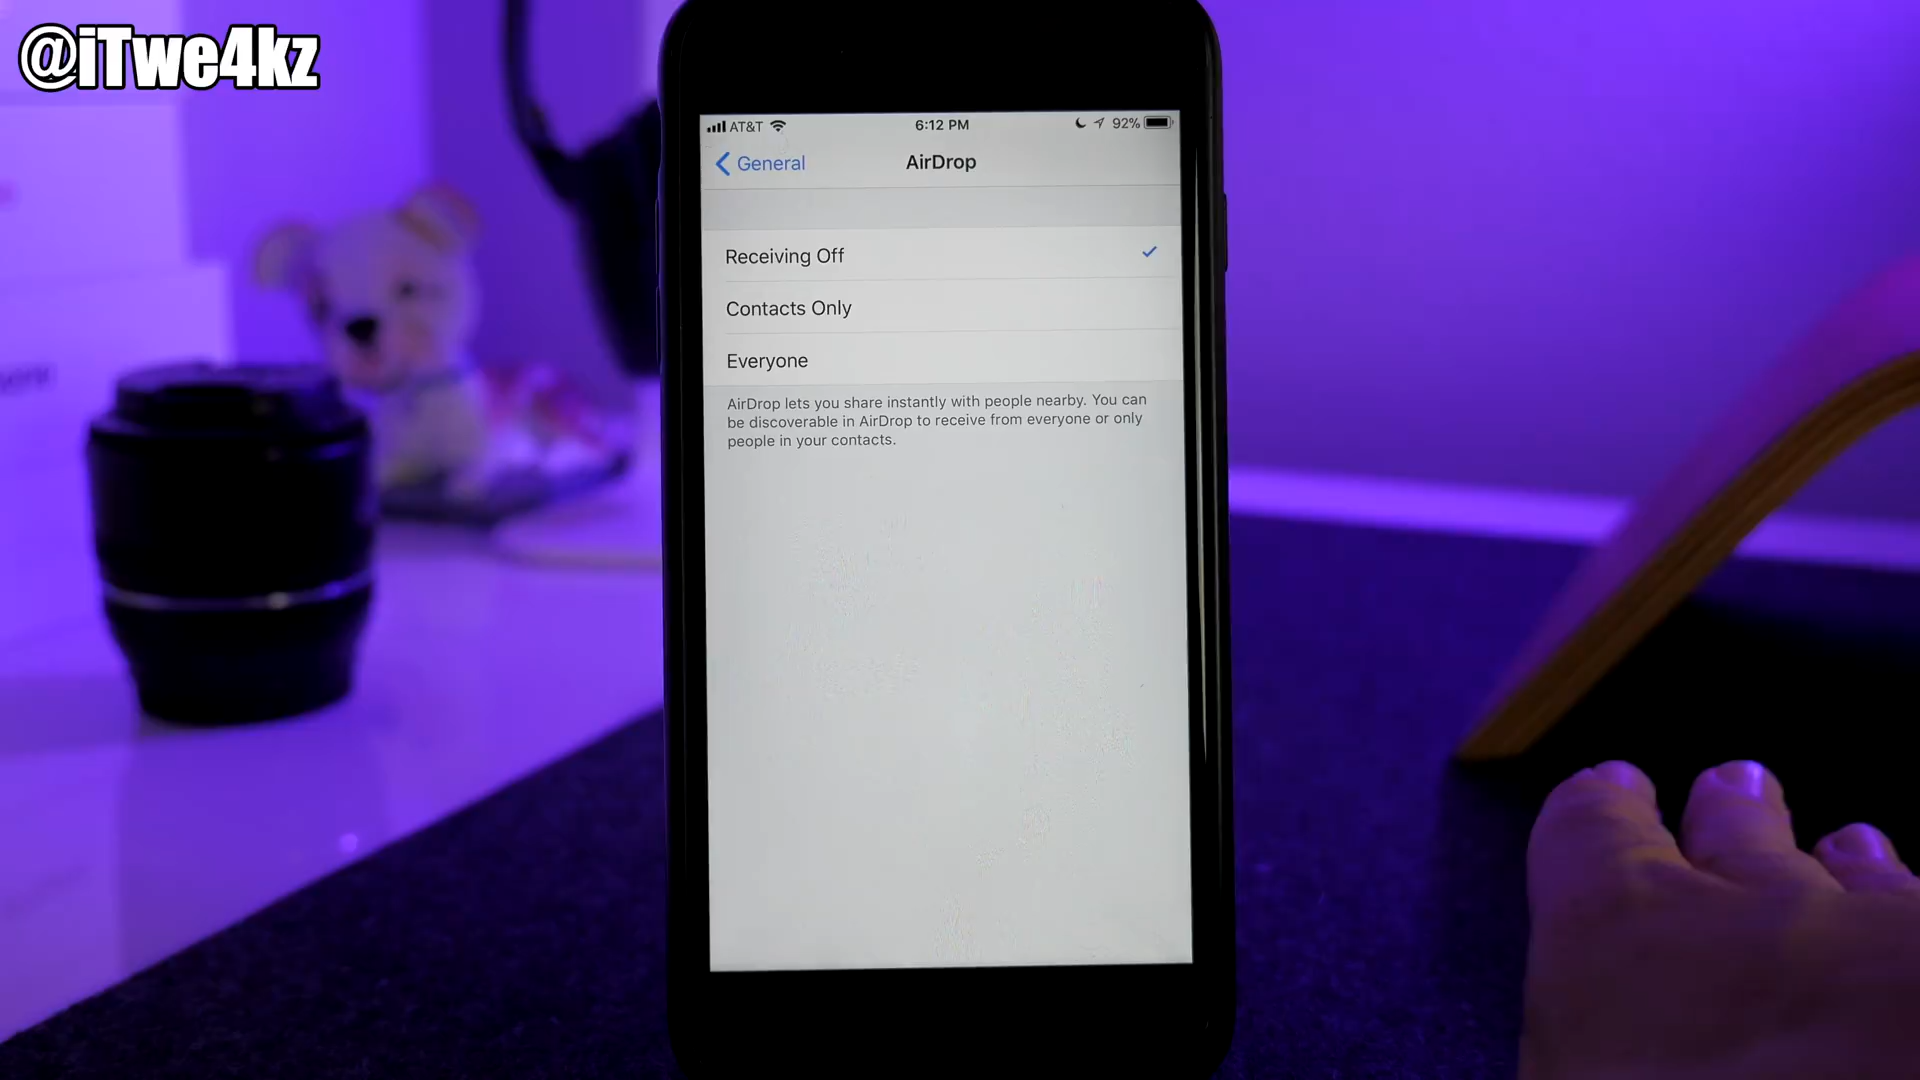 @iTwe4kz
AT&T 6:12 PM 92%
General AirDrop
Receiving Off
Contacts Only
Everyone
AirDrop lets you share instantly with people nearby. You can
be discoverable in AirDrop to receive from everyone or only
people in your contacts.